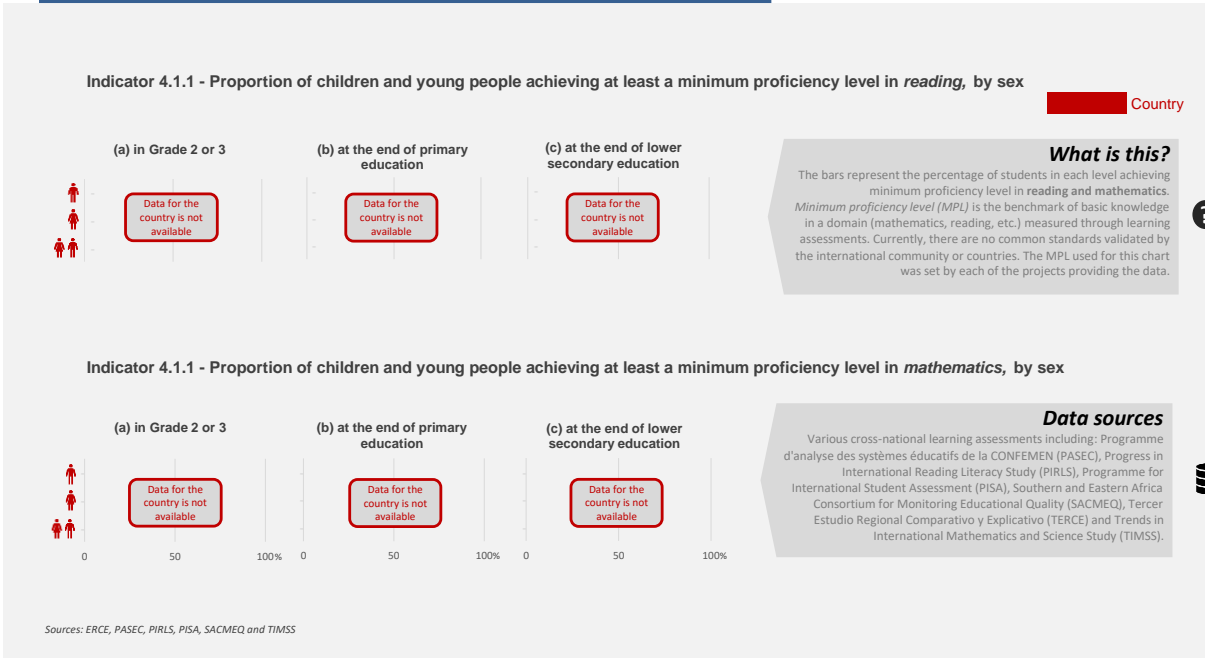 Indicator 4.1.1 - Proportion of children and young people achieving at least a minimum proficiency level in reading, by sex
Country
(a) in Grade 2 or 3
(b) at the end of primary
education
(c) at the end of lower
secondary education
Data for the
country is not
available
Data for the
country is not
available
Data for the
country is not
available
What is this?
The bars represent the percentage of students in each level achieving
minimum proficiency level in reading and mathematics.
Minimum proficiency level (MPL) is the benchmark of basic knowledge
in a domain (mathematics, reading, etc.) measured through learning
assessments. Currently, there are no common standards validated by
the international community or countries. The MPL used for this chart
was set by each of the projects providing the data.
?
Indicator 4.1.1 - Proportion of children and young people achieving at least a minimum proficiency level in mathematics, by sex
(a) in Grade 2 or 3
(b) at the end of primary
education
(c) at the end of lower
secondary education
Data for the
country is not
available
Data for the
country is not
available
Data for the
country is not
available
0 50 100% 0 50 100% 0 50 100%
Data sources
Various cross-national learning assessments including: Programme
d'analyse des systèmes éducatifs de la CONFEMEN (PASEC), Progress in
International Reading Literacy Study (PIRLS), Programme for
International Student Assessment (PISA), Southern and Eastern Africa
Consortium for Monitoring Educational Quality (SACMEQ), Tercer
Estudio Regional Comparativo y Explicativo (TERCE) and Trends in
International Mathematics and Science Study (TIMSS).
Sources: ERCE, PASEC, PIRLS, PISA, SACMEQ and TIMSS